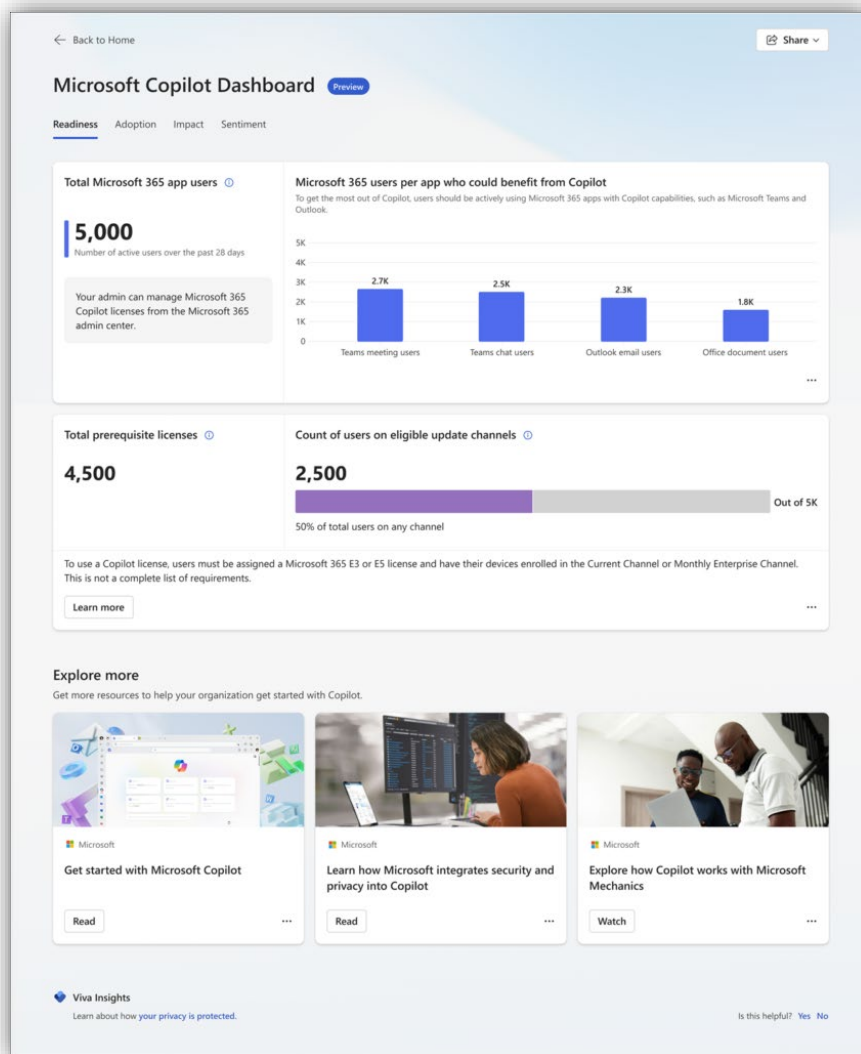 Back to Home
Share
Microsoft Copilot Dashboard Preview
Readiness Adoption Impact Sentiment
Total Microsoft 365 app users
5,000
Number of active users over the past 28 days
Your admin can manage Microsoft 365
Copilot licenses from the Microsoft 365
admin center.
Microsoft 365 users per app who could benefit from Copilot
To get the most out of Copilot, users should be actively using Microsoft 365 apps with Copilot capabilities, such as Microsoft Teams and
Outlook.
5K
4K
3K
2K
1K
0
2.7K
2.5K
2.3K
1.8K
Teams meeting users
Teams chat users
Outlook email users
Office document users
Total prerequisite licenses
4,500
Count of users on eligible update channels
2,500
Out of 5K
50% of total users on any channel
To use a Copilot license, users must be assigned a Microsoft 365 E3 or E5 license and have their devices enrolled in the Current Channel or Monthly Enterprise Channel.
This is not a complete list of requirements.
Learn more
Explore more
Get more resources to help your organization get started with Copilot.
Microsoft
Get started with Microsoft Copilot
Read
Microsoft
Learn how Microsoft integrates security and
privacy into Copilot
Read
Microsoft
Explore how Copilot works with Microsoft
Mechanics
Watch
Viva Insights
Learn about how your privacy is protected.
Is this helpful? Yes No